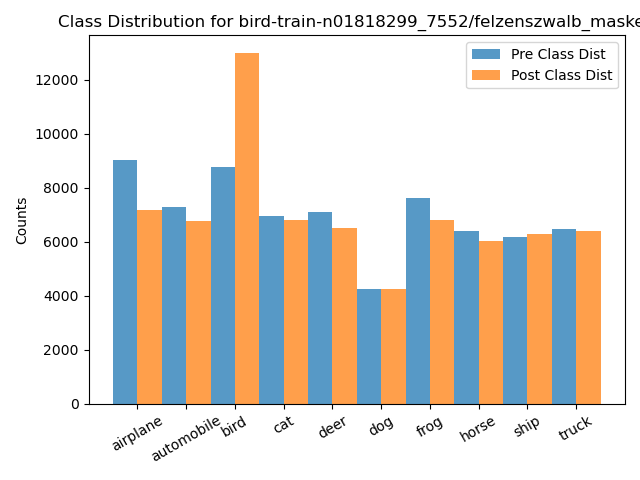 Class Distribution for bird-train-n01818299_7552/felzenszwalb_maske
Pre Class Dist
Post Class Dist
Counts
12000
10000
8000
6000
4000
2000
0
airplane
automobile
bird
cat
deer
dog
frog
horse
ship
truck